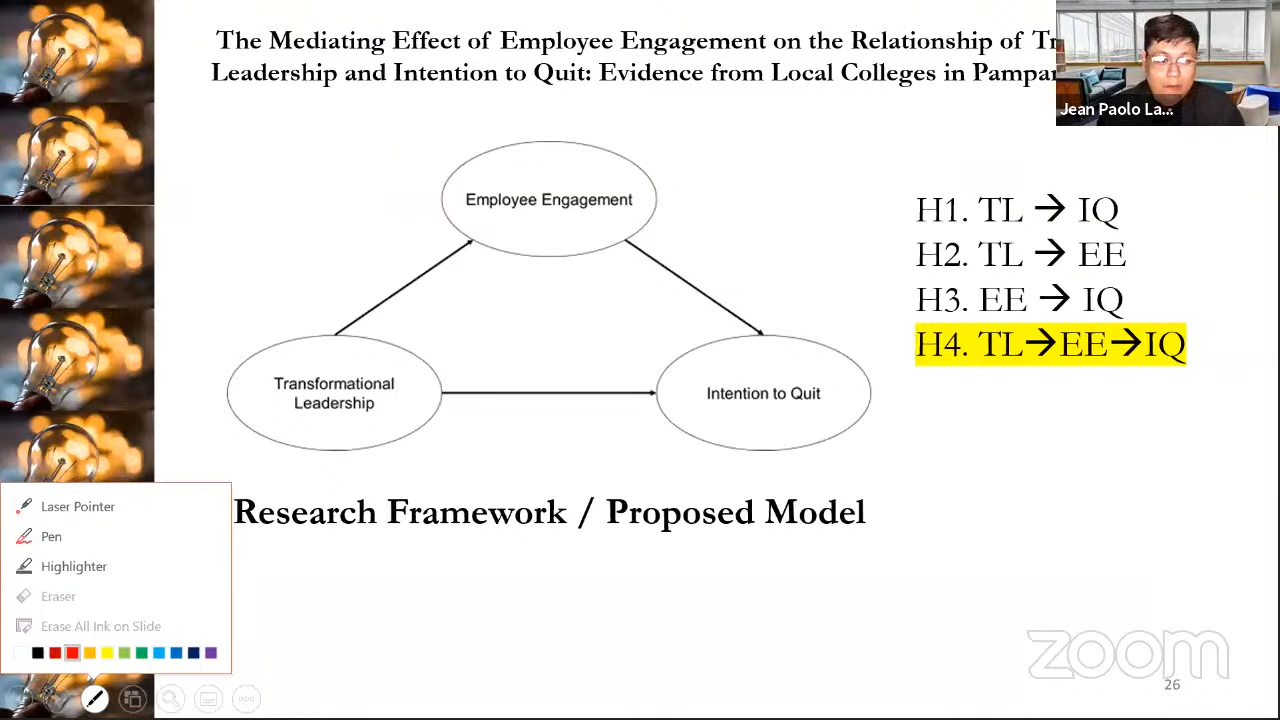 The Mediating Effect of Employee Engagement on the Relationship of
Leadership and Intention to Quit: Evidence from Local Colleges in
Jean Paolo La...
Employee Engagement
H1. TL → IQ
H2. TL → EE
H3. EE → IQ
H4. TL→EE→IQ
Transformational
Leadership
Intention to Quit
Research Framework / Proposed Model
Laser Pointer
Pen
Highlighter
Eraser
Erase All Ink on Slide
zoom
26